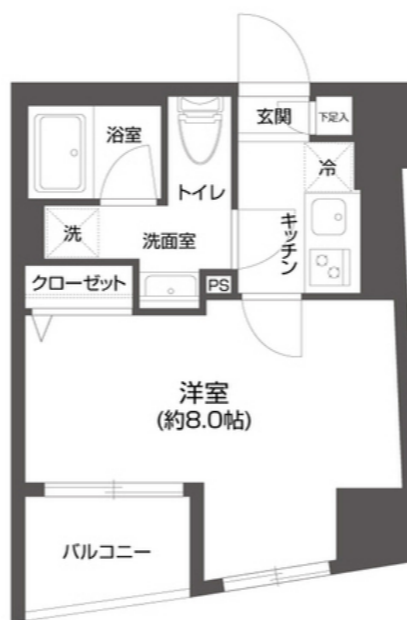 玄関
下足入
浴室
トイレ
冷
洗
洗面室
キッチン
クローゼット
PS
洋室
(約8.0帖)
バルコニー